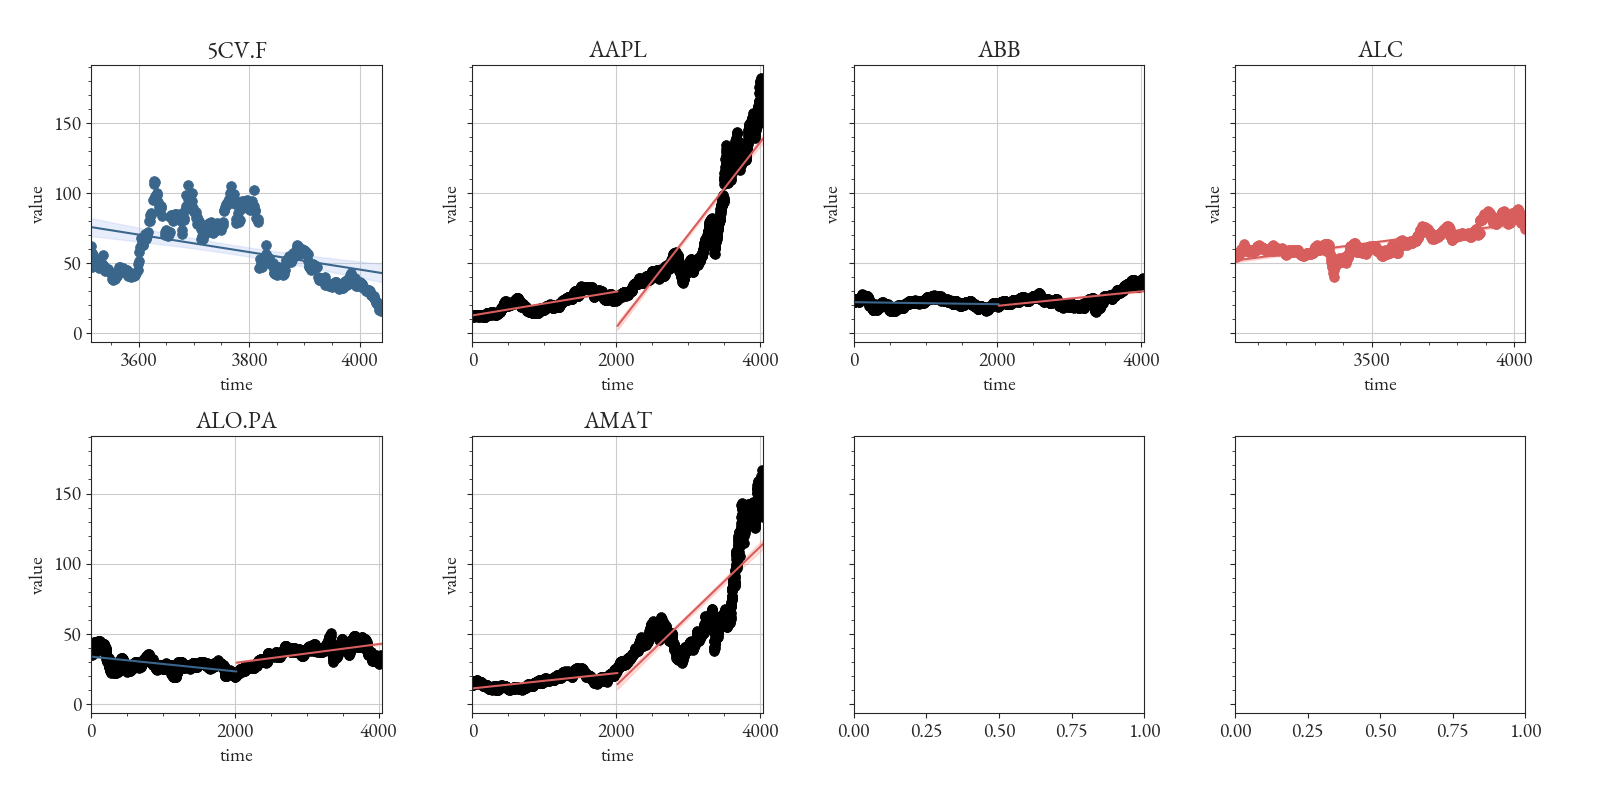 5CV.F AAPL ABB ALC
150
100
50
0
value value value value
3600 3800 4000 0 2000 4000 0 2000 4000 3500 4000
time time time time
ALO.PA AMAT
150
100
50
0
value value
0 2000 4000 0 2000 4000 0.00 0.25 0.50 0.75 1.00 0.00 0.25 0.50 0.75 1.00
time time